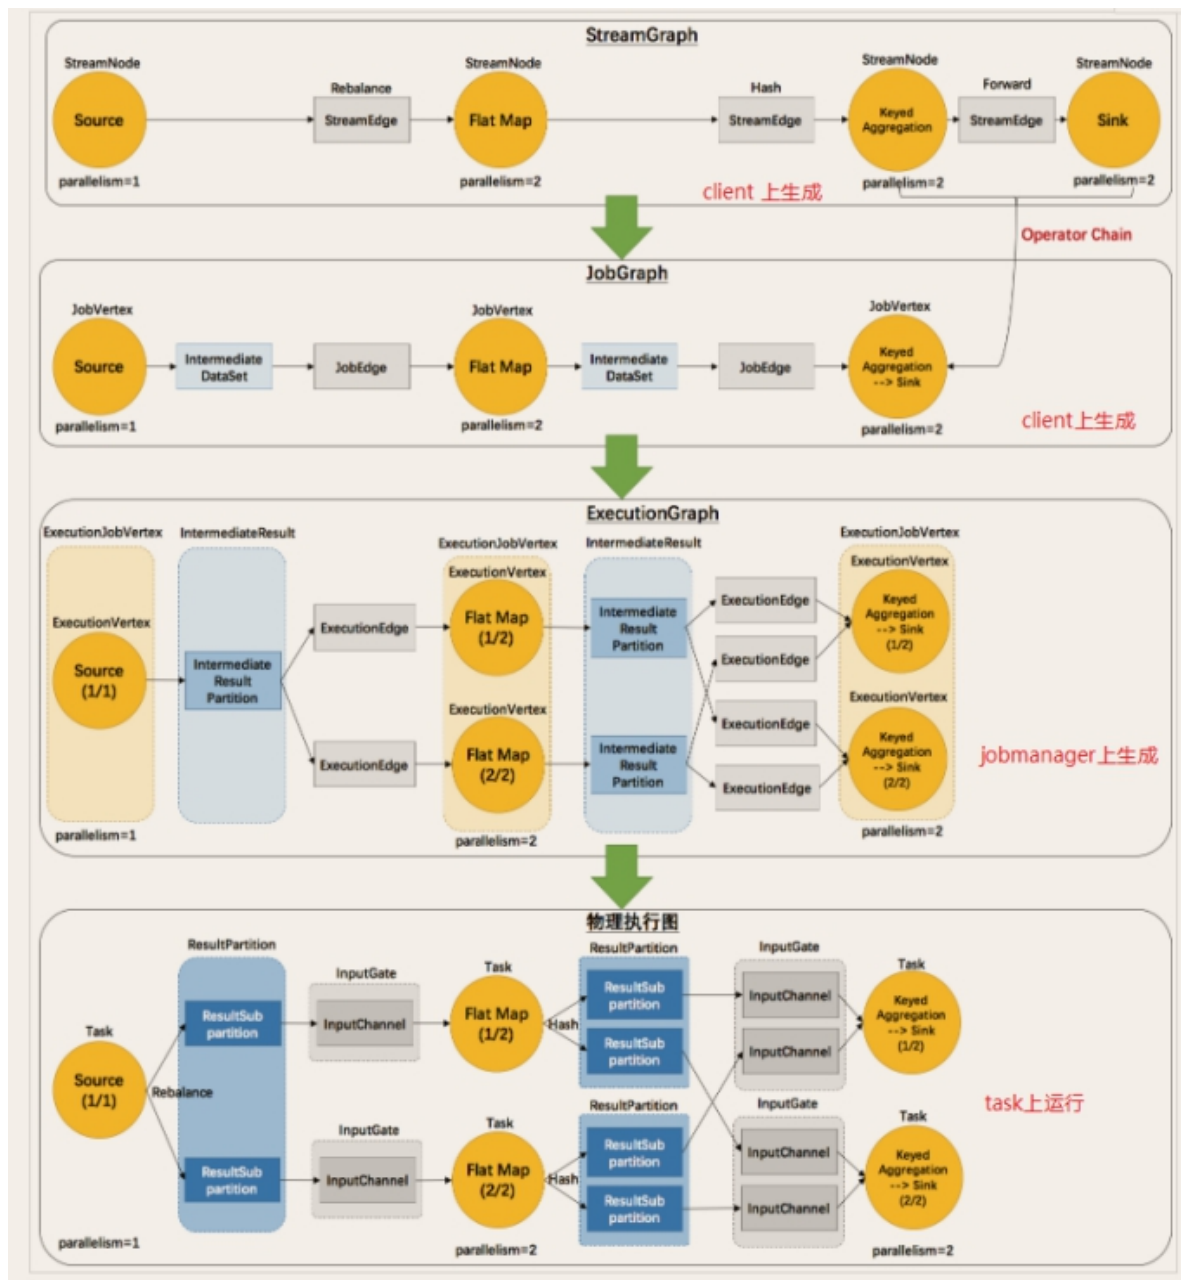 StreamGraph
StreamNode
StreamNode
StreamNode
StreamNode
Rebalance
Hash
Forward
Source
StreamEdge
Flat Map
StreamEdge
Keyed
Aggregation
StreamEdge
Sink
parallelism=1
parallelism=2
parallelism=2
parallelism=2
client 上生成
Operator Chain
JobGraph
JobVertex
JobVertex
JobVertex
Source
Intermediate
DataSet
JobEdge
Flat Map
Intermediate
DataSet
JobEdge
Keyed
Aggregation
--> Sink
parallelism=1
parallelism=2
parallelism=2
client上生成
ExecutionGraph
ExecutionJobVertex
IntermediateResult
ExecutionJobVertex
IntermediateResult
ExecutionJobVertex
ExecutionVertex
Source
(1/1)
Intermediate
Result
Partition
ExecutionEdge
ExecutionEdge
ExecutionVertex
Flat Map
(1/2)
ExecutionVertex
Flat Map
(2/2)
Intermediate
Result
Partition
Intermediate
Result
Partition
ExecutionEdge
ExecutionEdge
ExecutionEdge
ExecutionEdge
ExecutionVertex
Keyed
Aggregation
--> Sink
(1/2)
ExecutionVertex
Keyed
Aggregation
--> Sink
(2/2)
jobmanager上生成
parallelism=1
parallelism=2
parallelism=2
物理执行图
Task
Source
(1/1)
Rebalance
ResultPartition
ResultSub
partition
ResultSub
partition
InputGate
InputChannel
InputGate
InputChannel
Task
Flat Map
(1/2)
Hash
Task
Flat Map
(2/2)
Hash
ResultPartition
ResultSub
partition
ResultSub
partition
ResultPartition
ResultSub
partition
ResultSub
partition
InputGate
InputChannel
InputChannel
InputGate
InputChannel
InputChannel
Task
Keyed
Aggregation
--> Sink
(1/2)
Task
Keyed
Aggregation
--> Sink
(2/2)
task上运行
parallelism=1
parallelism=2
parallelism=2